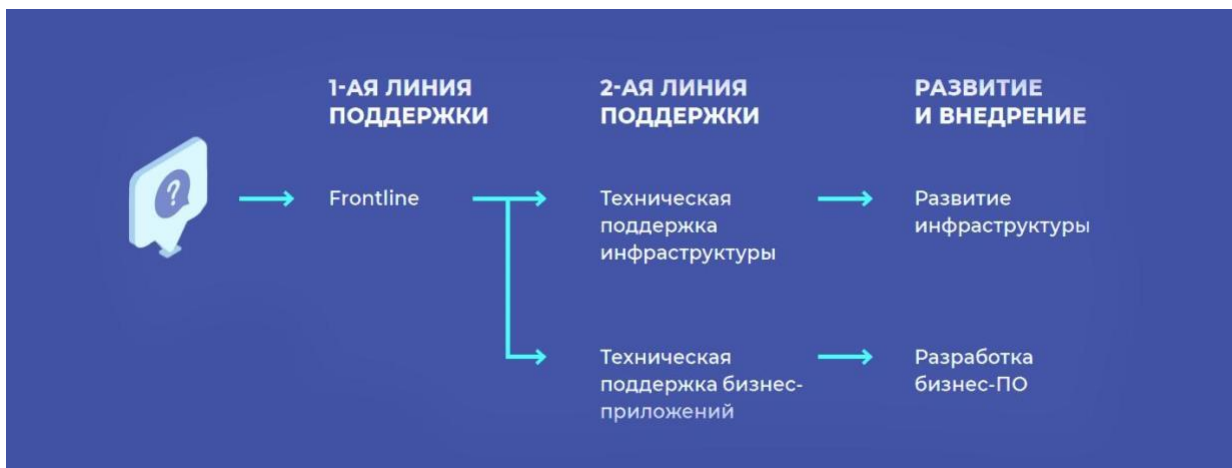 1-АЯ ЛИНИЯ
ПОДДЕРЖКИ
2-АЯ ЛИНИЯ
ПОДДЕРЖКИ
РАЗВИТИЕ
И ВНЕДРЕНИЕ
?
Frontline
Техническая
поддержка
инфраструктуры
Развитие
инфраструктуры
Техническая
поддержка бизнес-
приложений
Разработка
бизнес-ПО